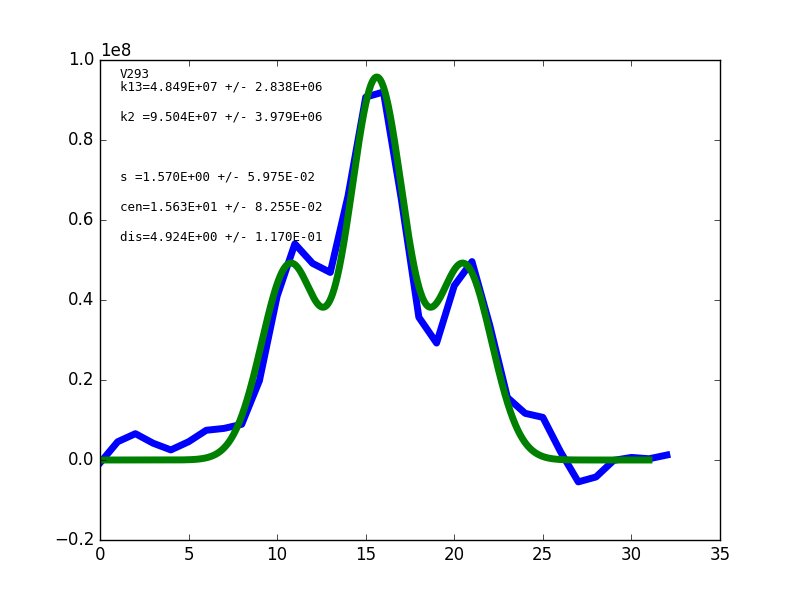 1e8
V293
k13=4.849E+07 +/- 2.838E+06
k2 =9.504E+07 +/- 3.979E+06
s =1.570E+00 +/- 5.975E-02
cen=1.563E+01 +/- 8.255E-02
dis=4.924E+00 +/- 1.170E-01
1.0
0.8
0.6
0.4
0.2
0.0
−0.2
0 5 10 15 20 25 30 35